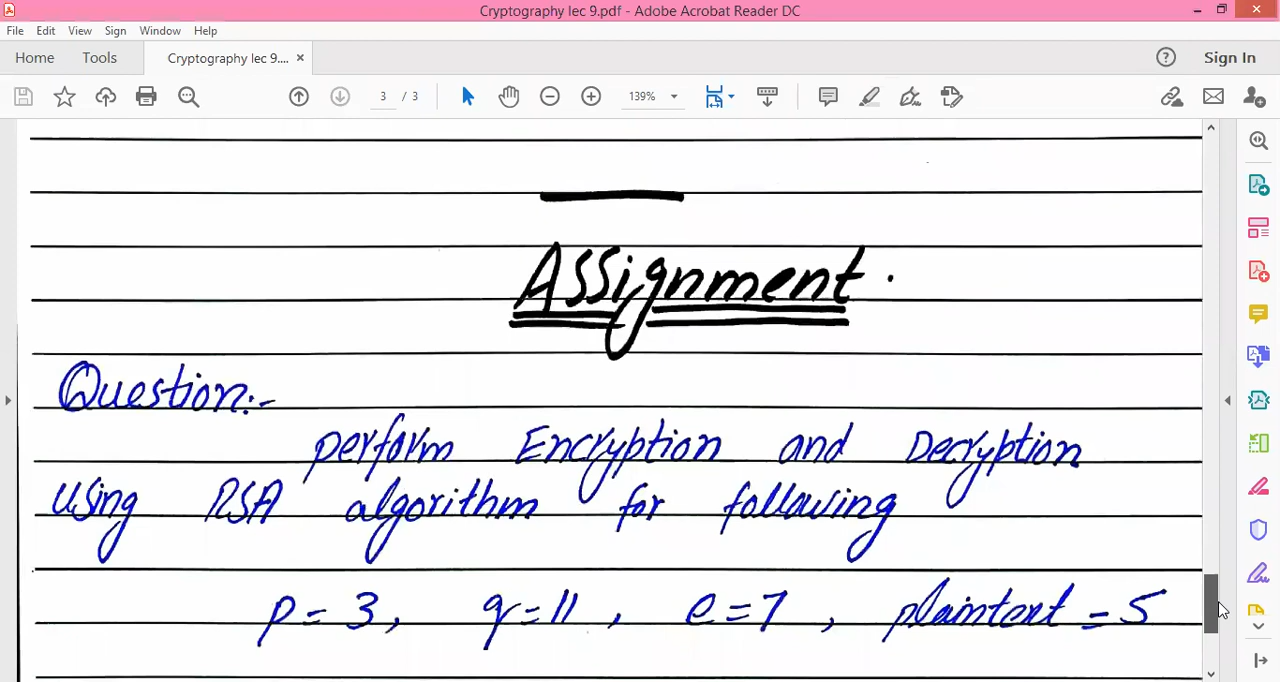 Cryptography lec 9.pdf - Adobe Acrobat Reader DC
File Edit View Sign Window Help
Home Tools Cryptography lec 9.... × Sign In
3 / 3 139%
Assignment.
Question:-
perform Encryption and Decryption
using RSA algorithm for following
p = 3, q = 11, e = 7, plaintext = 5